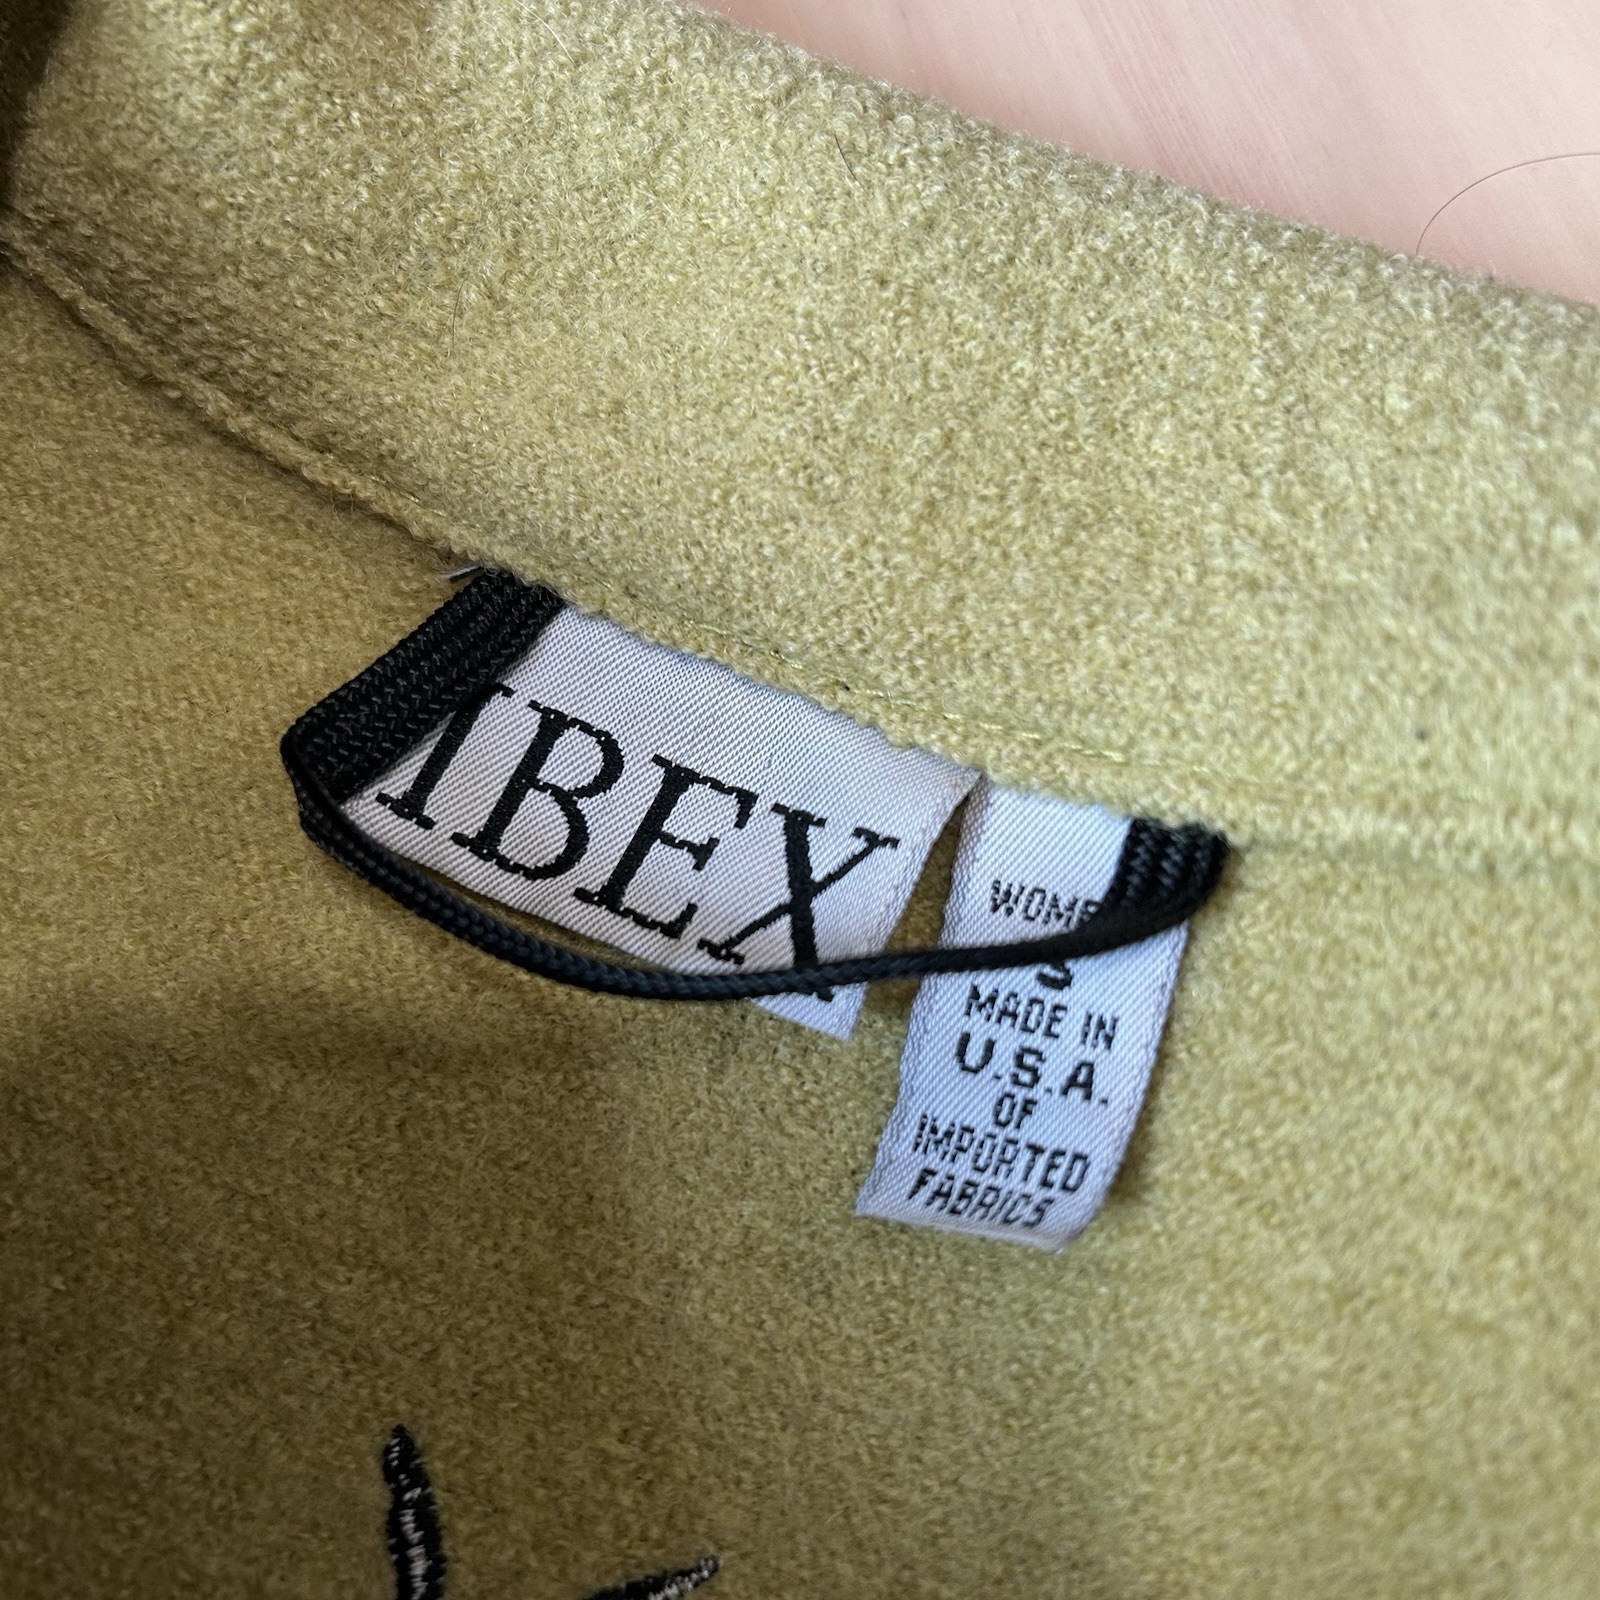 IBEX
WOME
S
MADE IN
U.S.A.
OF
IMPORTED
FABRICS